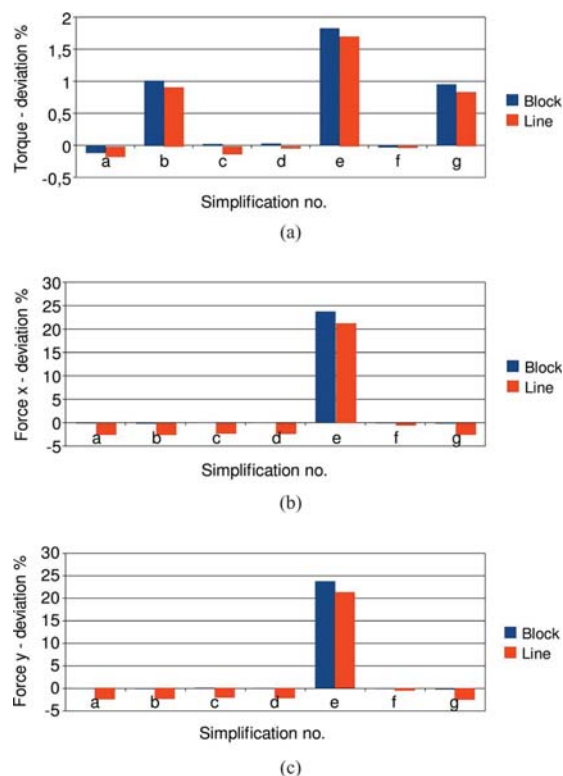 Torque - deviation %
2
1,5
1
0,5
0
-0,5
a b c d e f g
Simplification no.
Block
Line
(a)
Force x - deviation %
30
25
20
15
10
5
0
-5
a b c d e f g
Simplification no.
Block
Line
(b)
Force y - deviation %
30
25
20
15
10
5
0
-5
a b c d e f g
Simplification no.
Block
Line
(c)